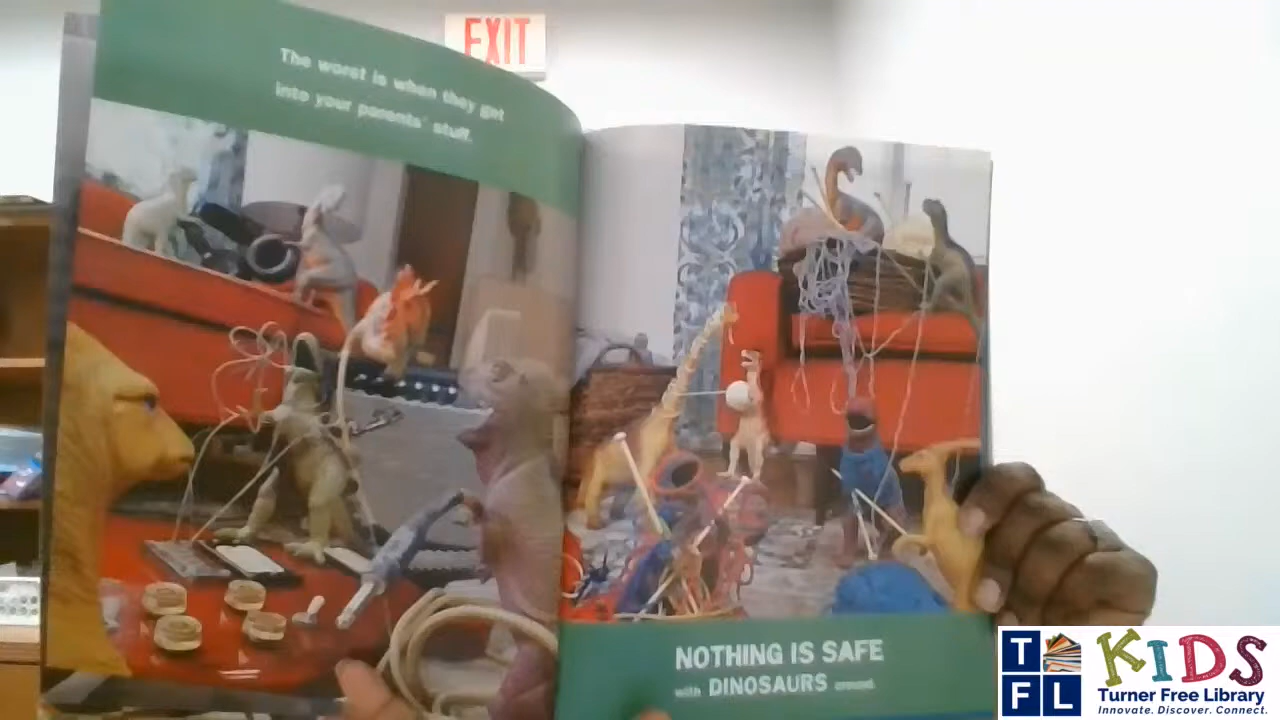 EXIT
The worst is when they get
into your parents' stuff.
NOTHING IS SAFE
with DINOSAURS around.
TFL KIDS
Turner Free Library
Innovate. Discover. Connect.